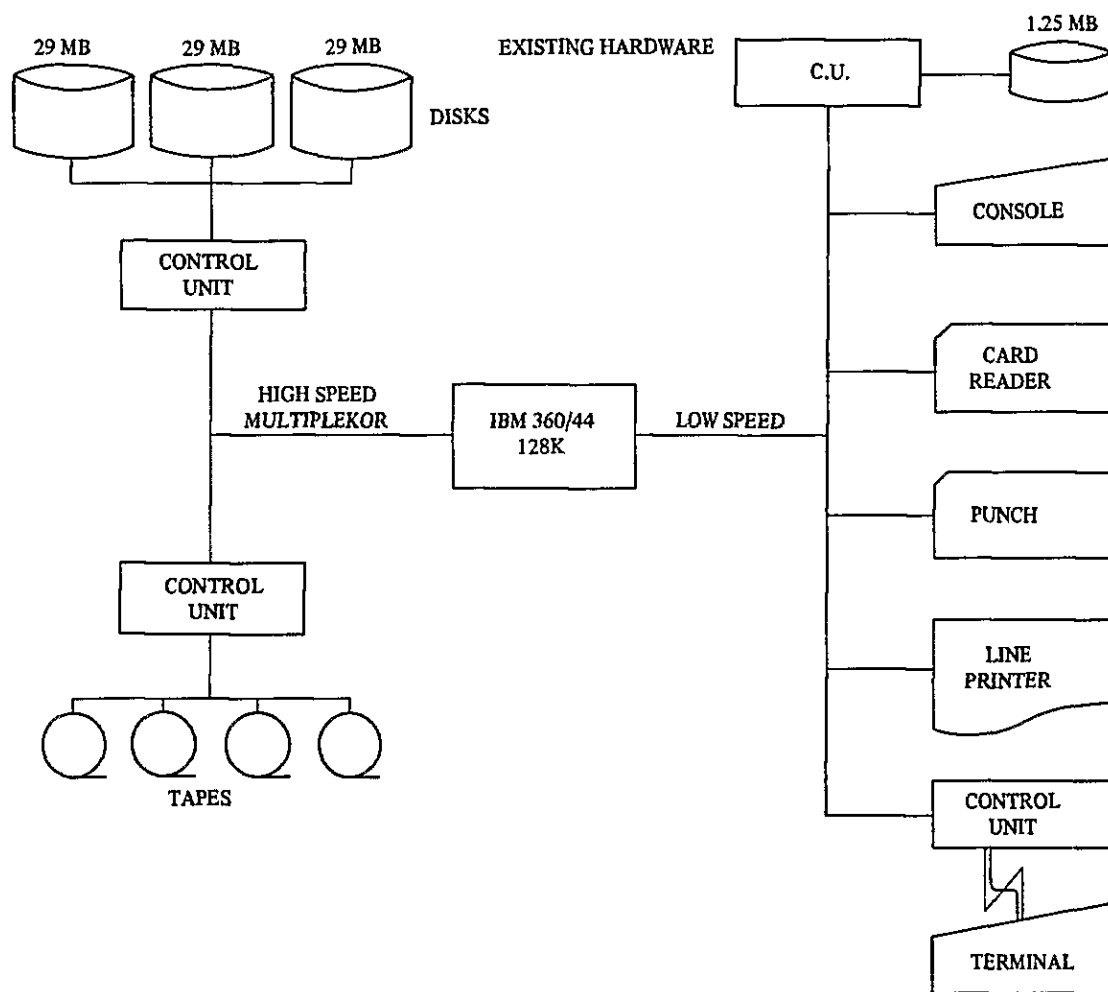 29 MB
29 MB
29 MB
EXISTING HARDWARE
1.25 MB
C.U.
DISKS
CONSOLE
CONTROL
UNIT
CARD
READER
HIGH SPEED
MULTIPLEKOR
IBM 360/44
128K
LOW SPEED
PUNCH
CONTROL
UNIT
LINE
PRINTER
TAPES
CONTROL
UNIT
TERMINAL